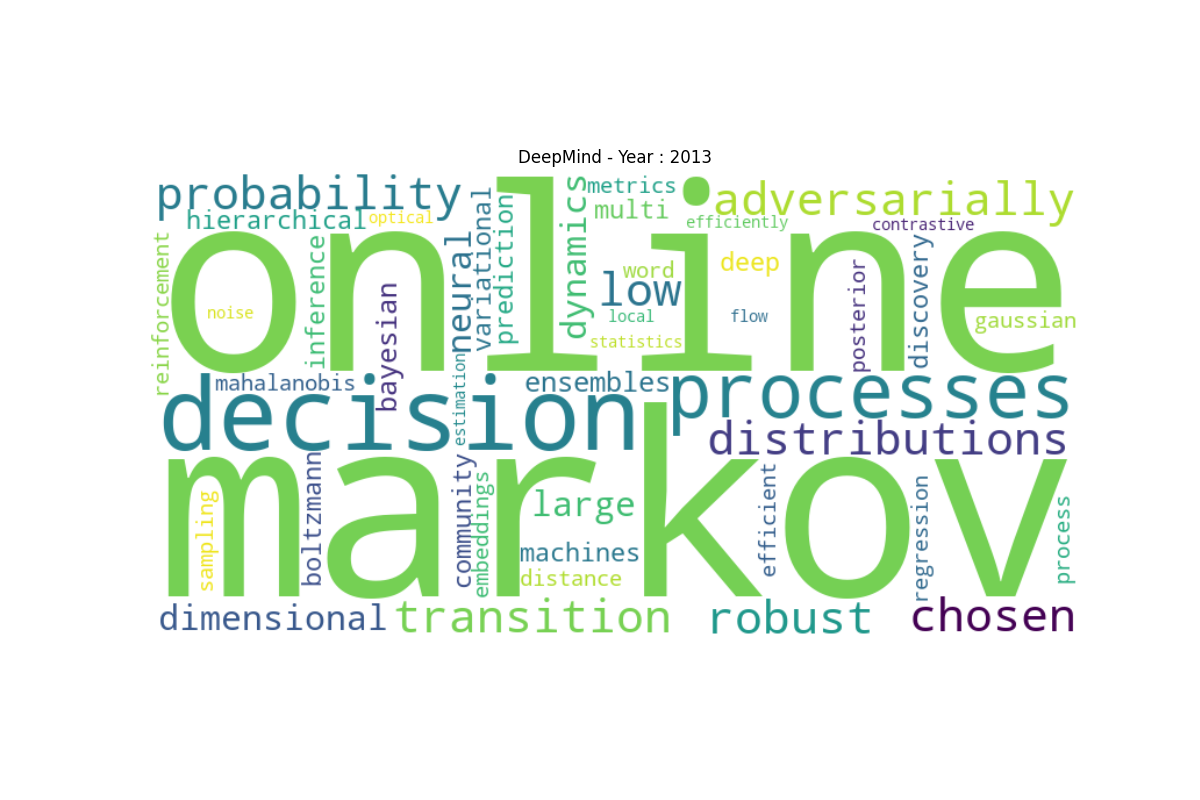 DeepMind - Year : 2013
probability
hierarchical
optical
online
metrics
multi
adversarially
efficiently
contrastive
reinforcement
noise
inference
bayesian
neural
variational
prediction
dynamics
word
low
local
statistics
deep
flow
posterior
discovery
gaussian
mahalanobis
decision
estimation
ensembles
processes
distributions
markov
sampling
boltzmann
community
embeddings
large
machines
distance
efficient
regression
process
dimensional
transition
robust
chosen